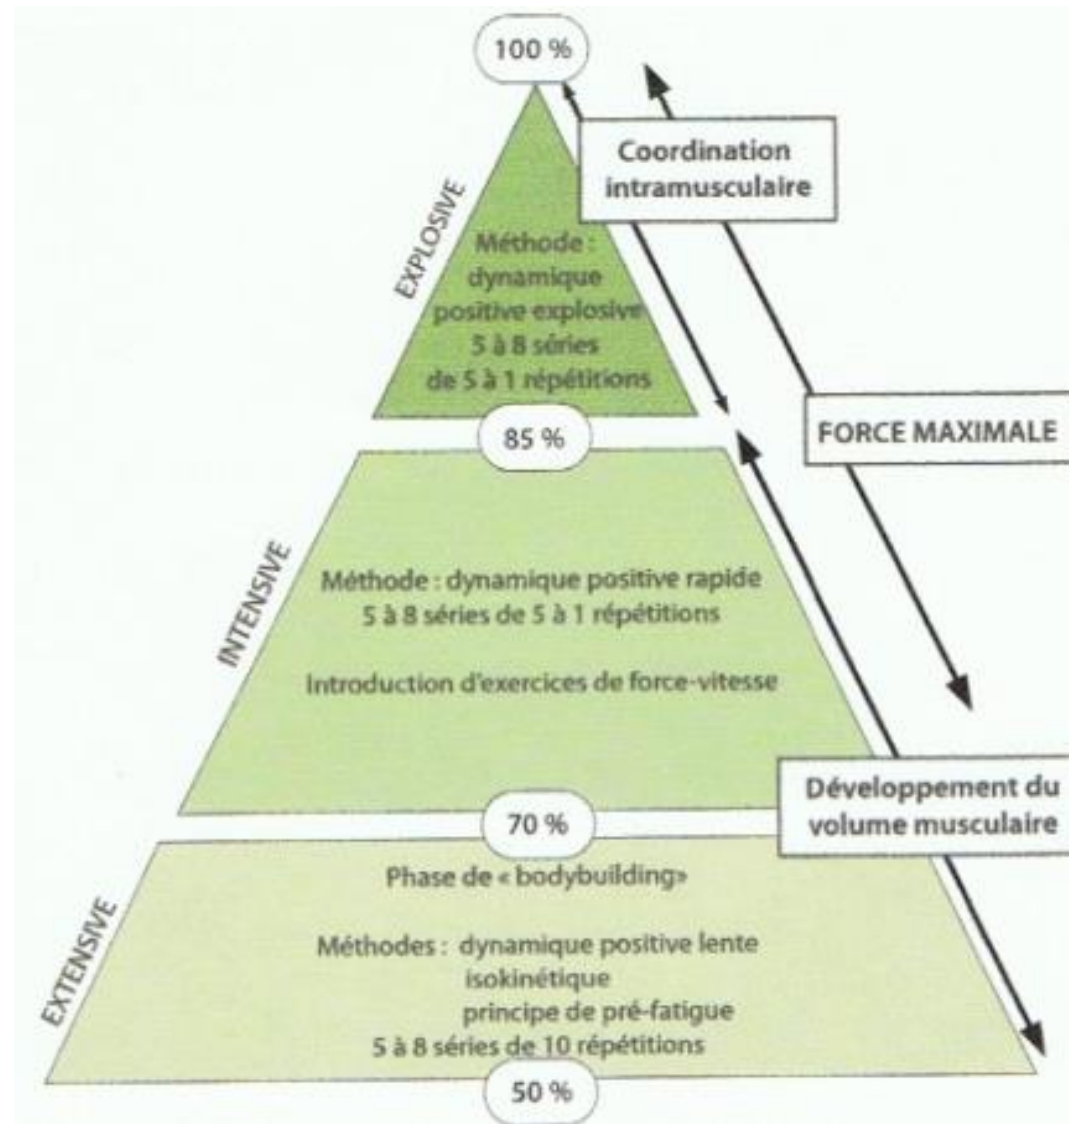 100 %
Coordination
intramusculaire
EXPLOSIVE
Méthode :
dynamique
positive explosive
5 à 8 séries
de 5 à 1 répétitions
85 %
FORCE MAXIMALE
INTENSIVE
Méthode : dynamique positive rapide
5 à 8 séries de 5 à 1 répétitions
Introduction d'exercices de force-vitesse
Développement du
volume musculaire
70 %
EXTENSIVE
Phase de « bodybuilding»
Méthodes : dynamique positive lente
isokinétique
principe de pré-fatigue
5 à 8 séries de 10 répétitions
50 %